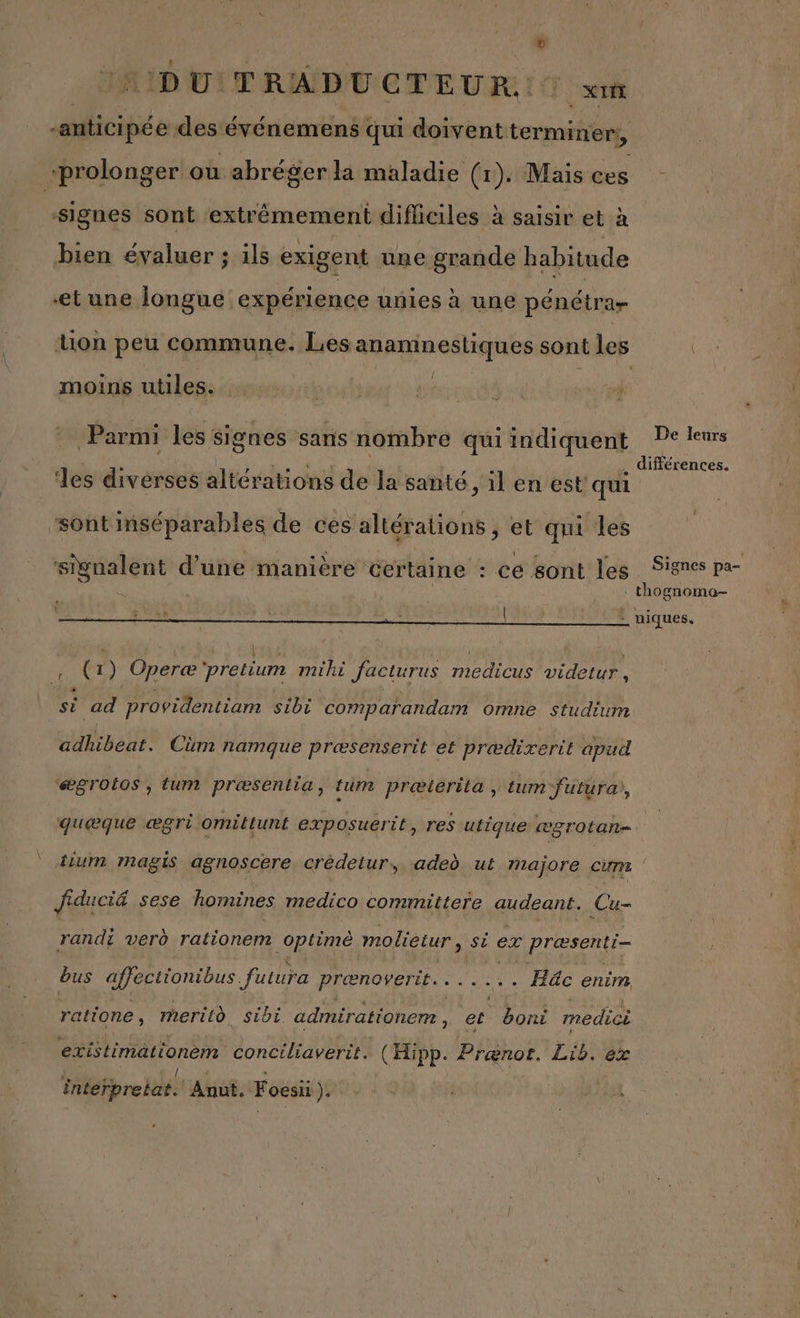 DU TRADUCTEUR. xiij
anticipée des événemens qui doivent terminer,
prolonger ou abréger la maladie (1). Mais ces
signes sont extrêmement difficiles à saisir et à
bien évaluer ; ils exigent une grande habitude
et une longue expérience unies à une pénétra-
tion peu commune. Les anamnestiques sont les
moins utiles.
Parmi les signes sans nombre qui indiquent
De leurs
différences.
les diverses altérations de la santé, il en est qui
sont inséparables de ces altérations, et qui les
signalent d'une manière certaine : ce sont les
Signes pa-
thognomo-
niques.
(1) Operæ pretium mihi facturus medicus videtur,
si ad providentiam sibi comparandam omne studium
adhibeat. Cùm namque præsenserit et prædixerit apud
ægrotos, tum præsentia, tùm præterita, tum futura,
quæque ægri omittunt exposuerit, res utique ægrotan-
tium magis agnoscere crèdetur, adeò ut majore cum
fiduciâ sese homines medico committere audeant. Cu-
randi verò rationem optimè molietur, si ex præsenti-
bus affectionibus futura prænoverit....... Hâc enim
ratione, meritò sibi admirationem, et boni medici
existimationem conciliaverit. (Hipp. Prænot. Lib. ex
interpretat. Anut. Foesii).